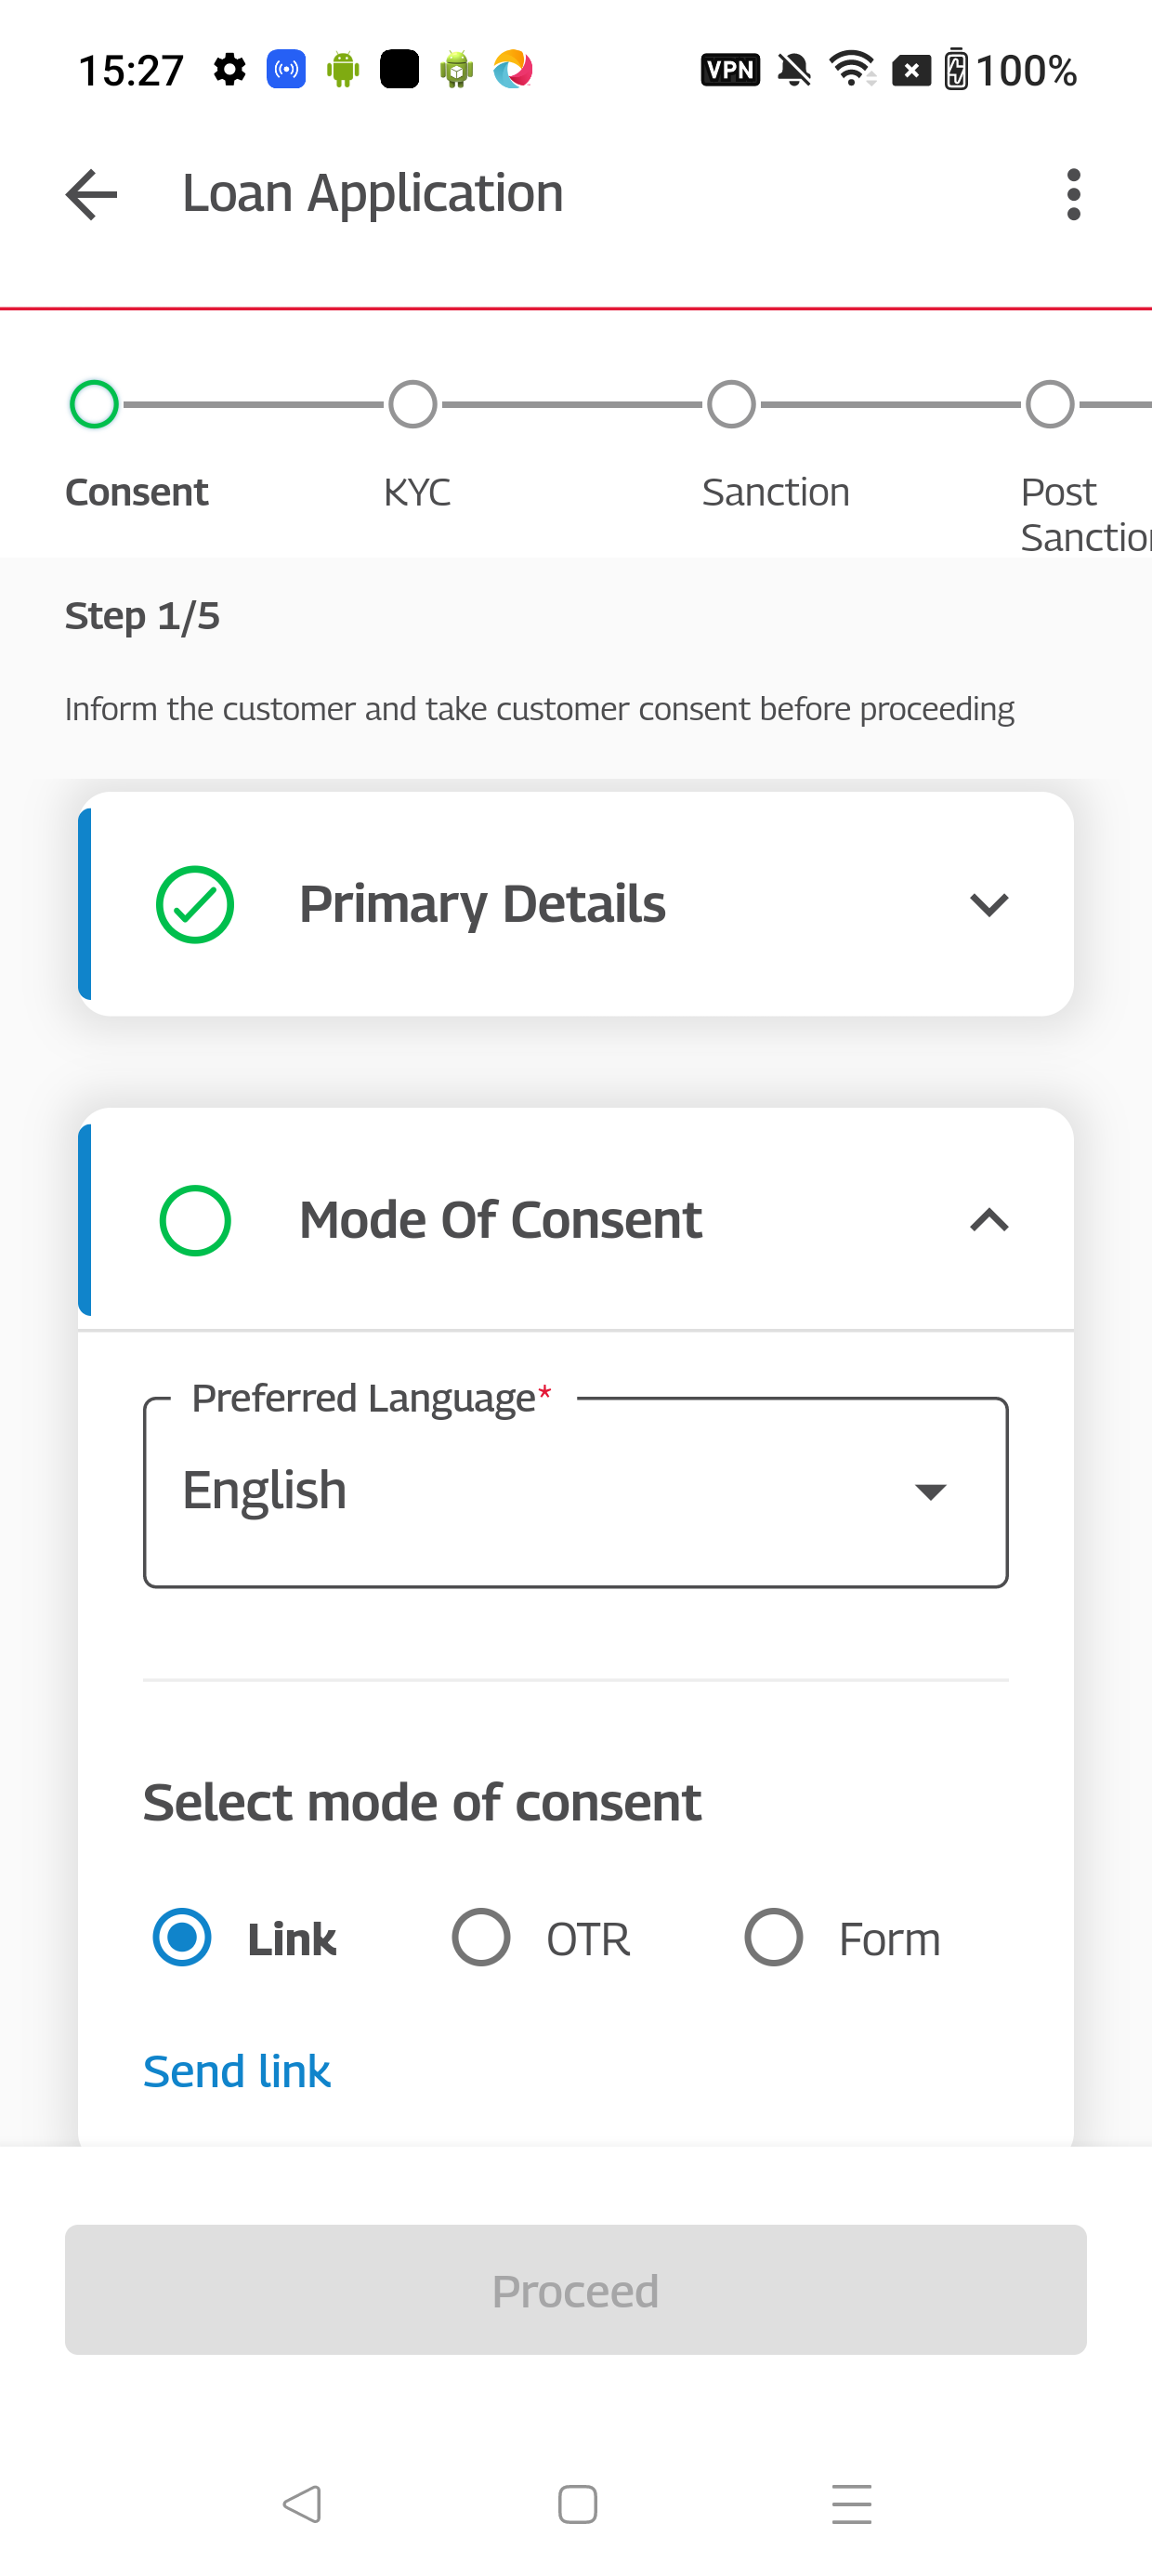 15:27 VPN 100%
Loan Application
Consent KYC Sanction Post
Sanction
Step 1/5
Inform the customer and take customer consent before proceeding
Primary Details
Mode Of Consent
Preferred Language*
English
Select mode of consent
Link OTR Form
Send link
Proceed